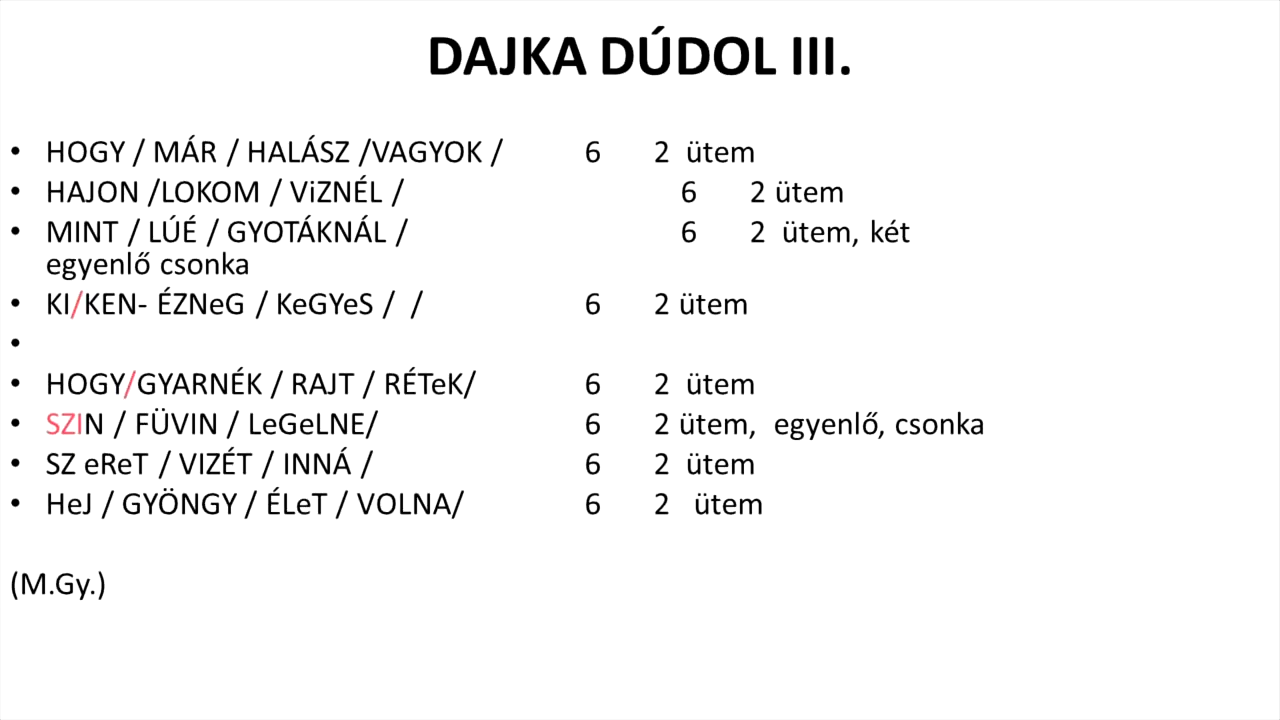 DAJKA DÚDOL III.
• HOGY / MÁR / HALÁSZ /VAGYOK / 6 2 ütem
• HAJON /LOKOM / ViZNÉL / 6 2 ütem
• MINT / LÚÉ / GYOTÁKNÁL / 6 2 ütem, két
egyenlő csonka
• KI/KEN- ÉZNeG / KeGYeS / / 6 2 ütem
•
• HOGY/GYARNÉK / RAJT / RÉTeK/ 6 2 ütem
• SZIN / FÜVIN / LeGeLNE/ 6 2 ütem, egyenlő, csonka
• SZ eReT / VIZÉT / INNÁ / 6 2 ütem
• HeJ / GYÖNGY / ÉLeT / VOLNA/ 6 2 ütem
(M.Gy.)